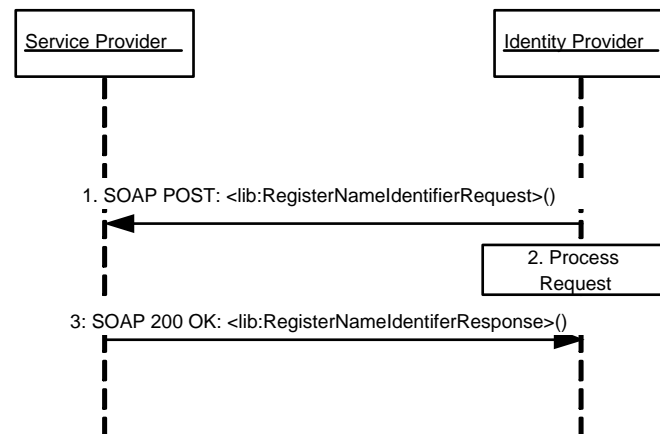 Service Provider
Identity Provider
1. SOAP POST: <lib:RegisterNameIdentifierRequest>()
2. Process
Request
3: SOAP 200 OK: <lib:RegisterNameIdentiferResponse>()